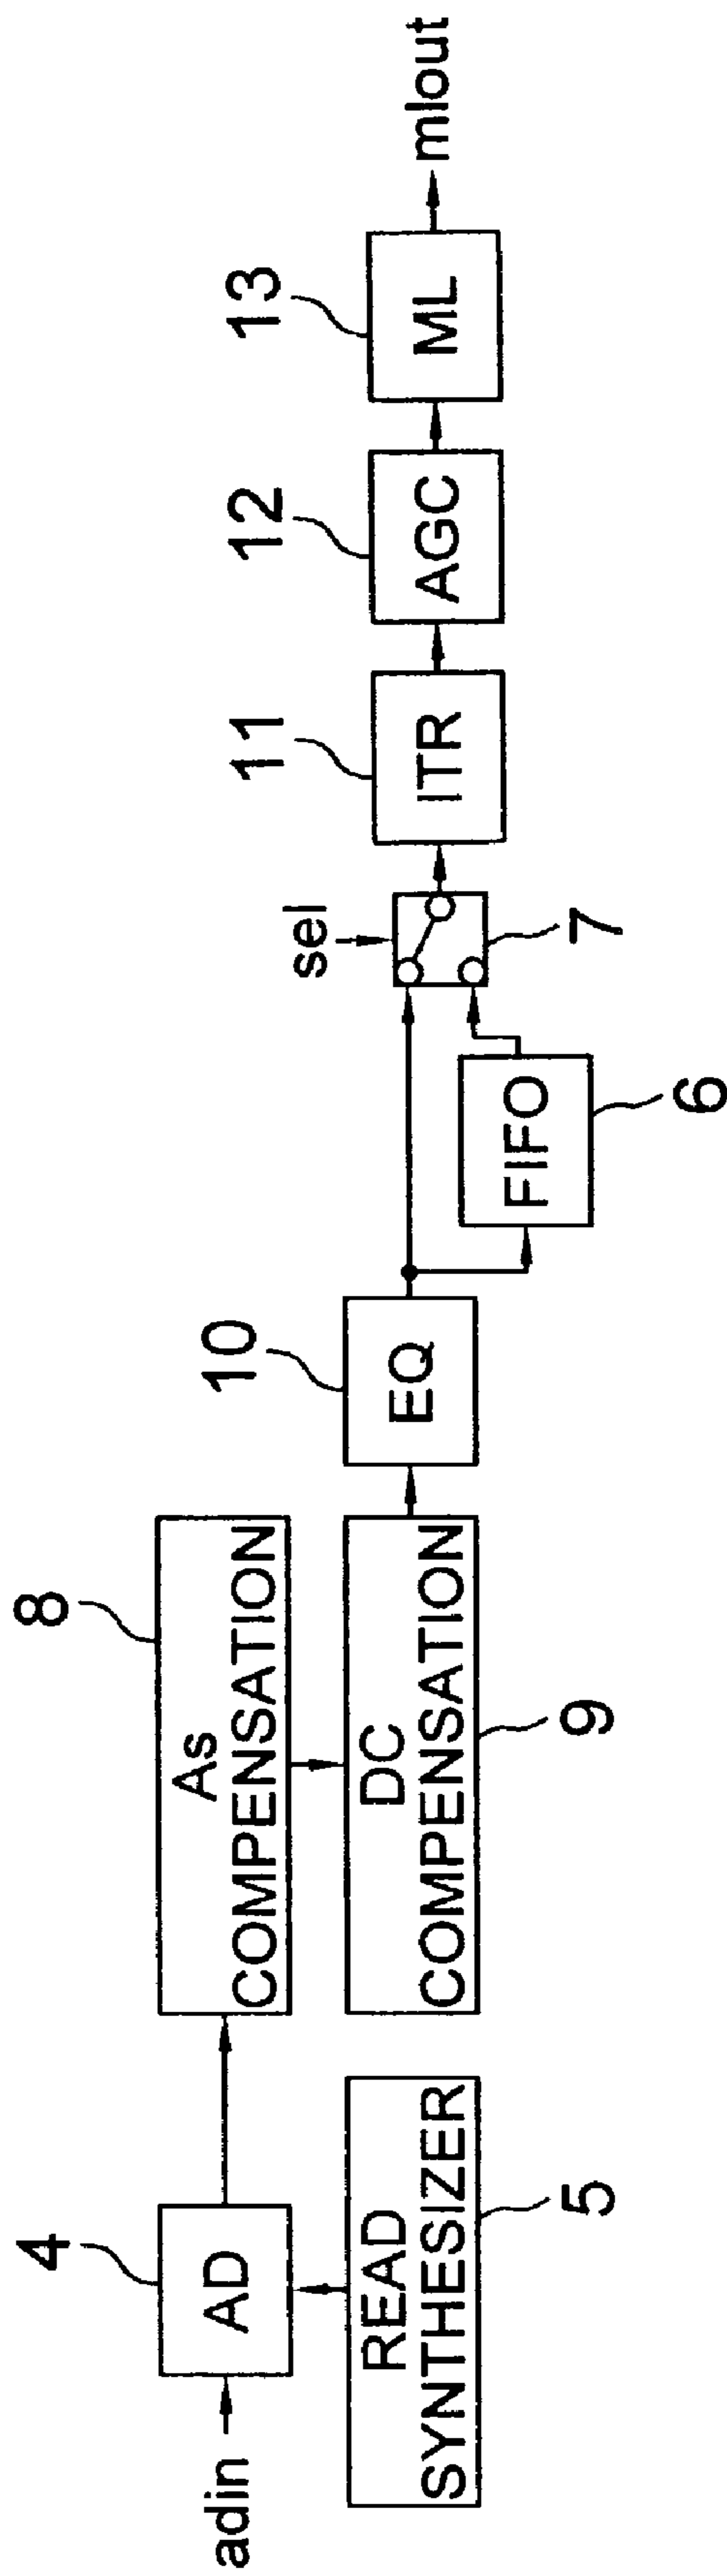 adin
4
AD
READ
SYNTHESIZER
5
8
As
COMPENSATION
DC
COMPENSATION
9
10
EQ
FIFO
6
sel
7
11
ITR
12
AGC
13
ML
mlout